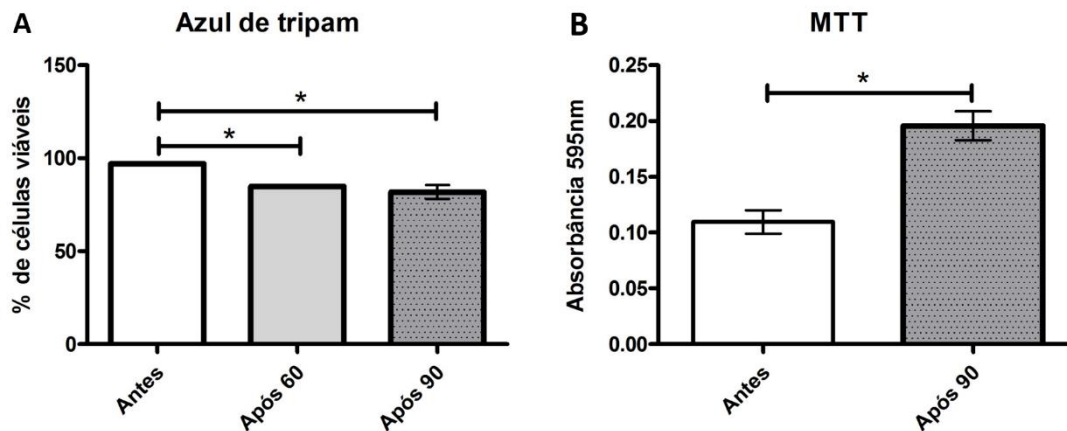 A
Azul de tripam
% de células viáveis
150
100
50
0
*
*
Antes
Após 60
Após 90
B
MTT
Absorbância 595nm
0.25
0.20
0.15
0.10
0.05
0.00
*
Antes
Após 90